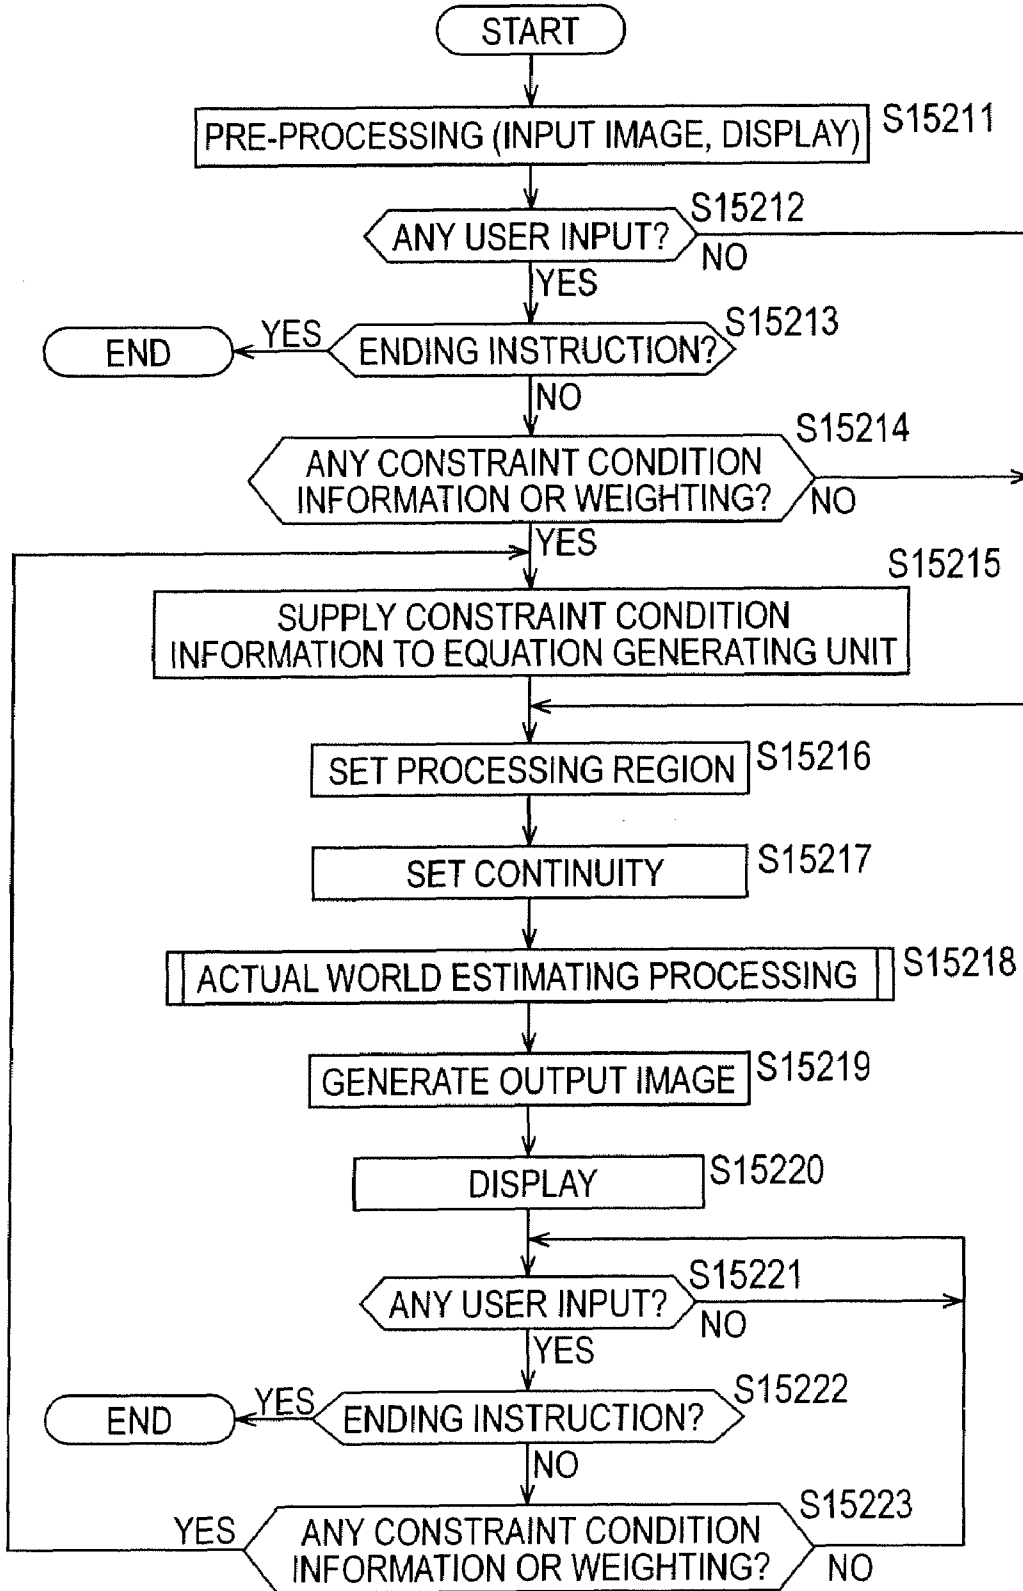 START
PRE-PROCESSING (INPUT IMAGE, DISPLAY)
S15211
ANY USER INPUT?
S15212
NO
YES
S15213
ENDING INSTRUCTION?
YES
END
NO
S15214
ANY CONSTRAINT CONDITION
INFORMATION OR WEIGHTING?
NO
YES
S15215
SUPPLY CONSTRAINT CONDITION
INFORMATION TO EQUATION GENERATING UNIT
SET PROCESSING REGION
S15216
SET CONTINUITY
S15217
ACTUAL WORLD ESTIMATING PROCESSING
S15218
GENERATE OUTPUT IMAGE
S15219
DISPLAY
S15220
S15221
ANY USER INPUT?
NO
YES
S15222
ENDING INSTRUCTION?
YES
END
NO
S15223
ANY CONSTRAINT CONDITION
INFORMATION OR WEIGHTING?
YES
NO